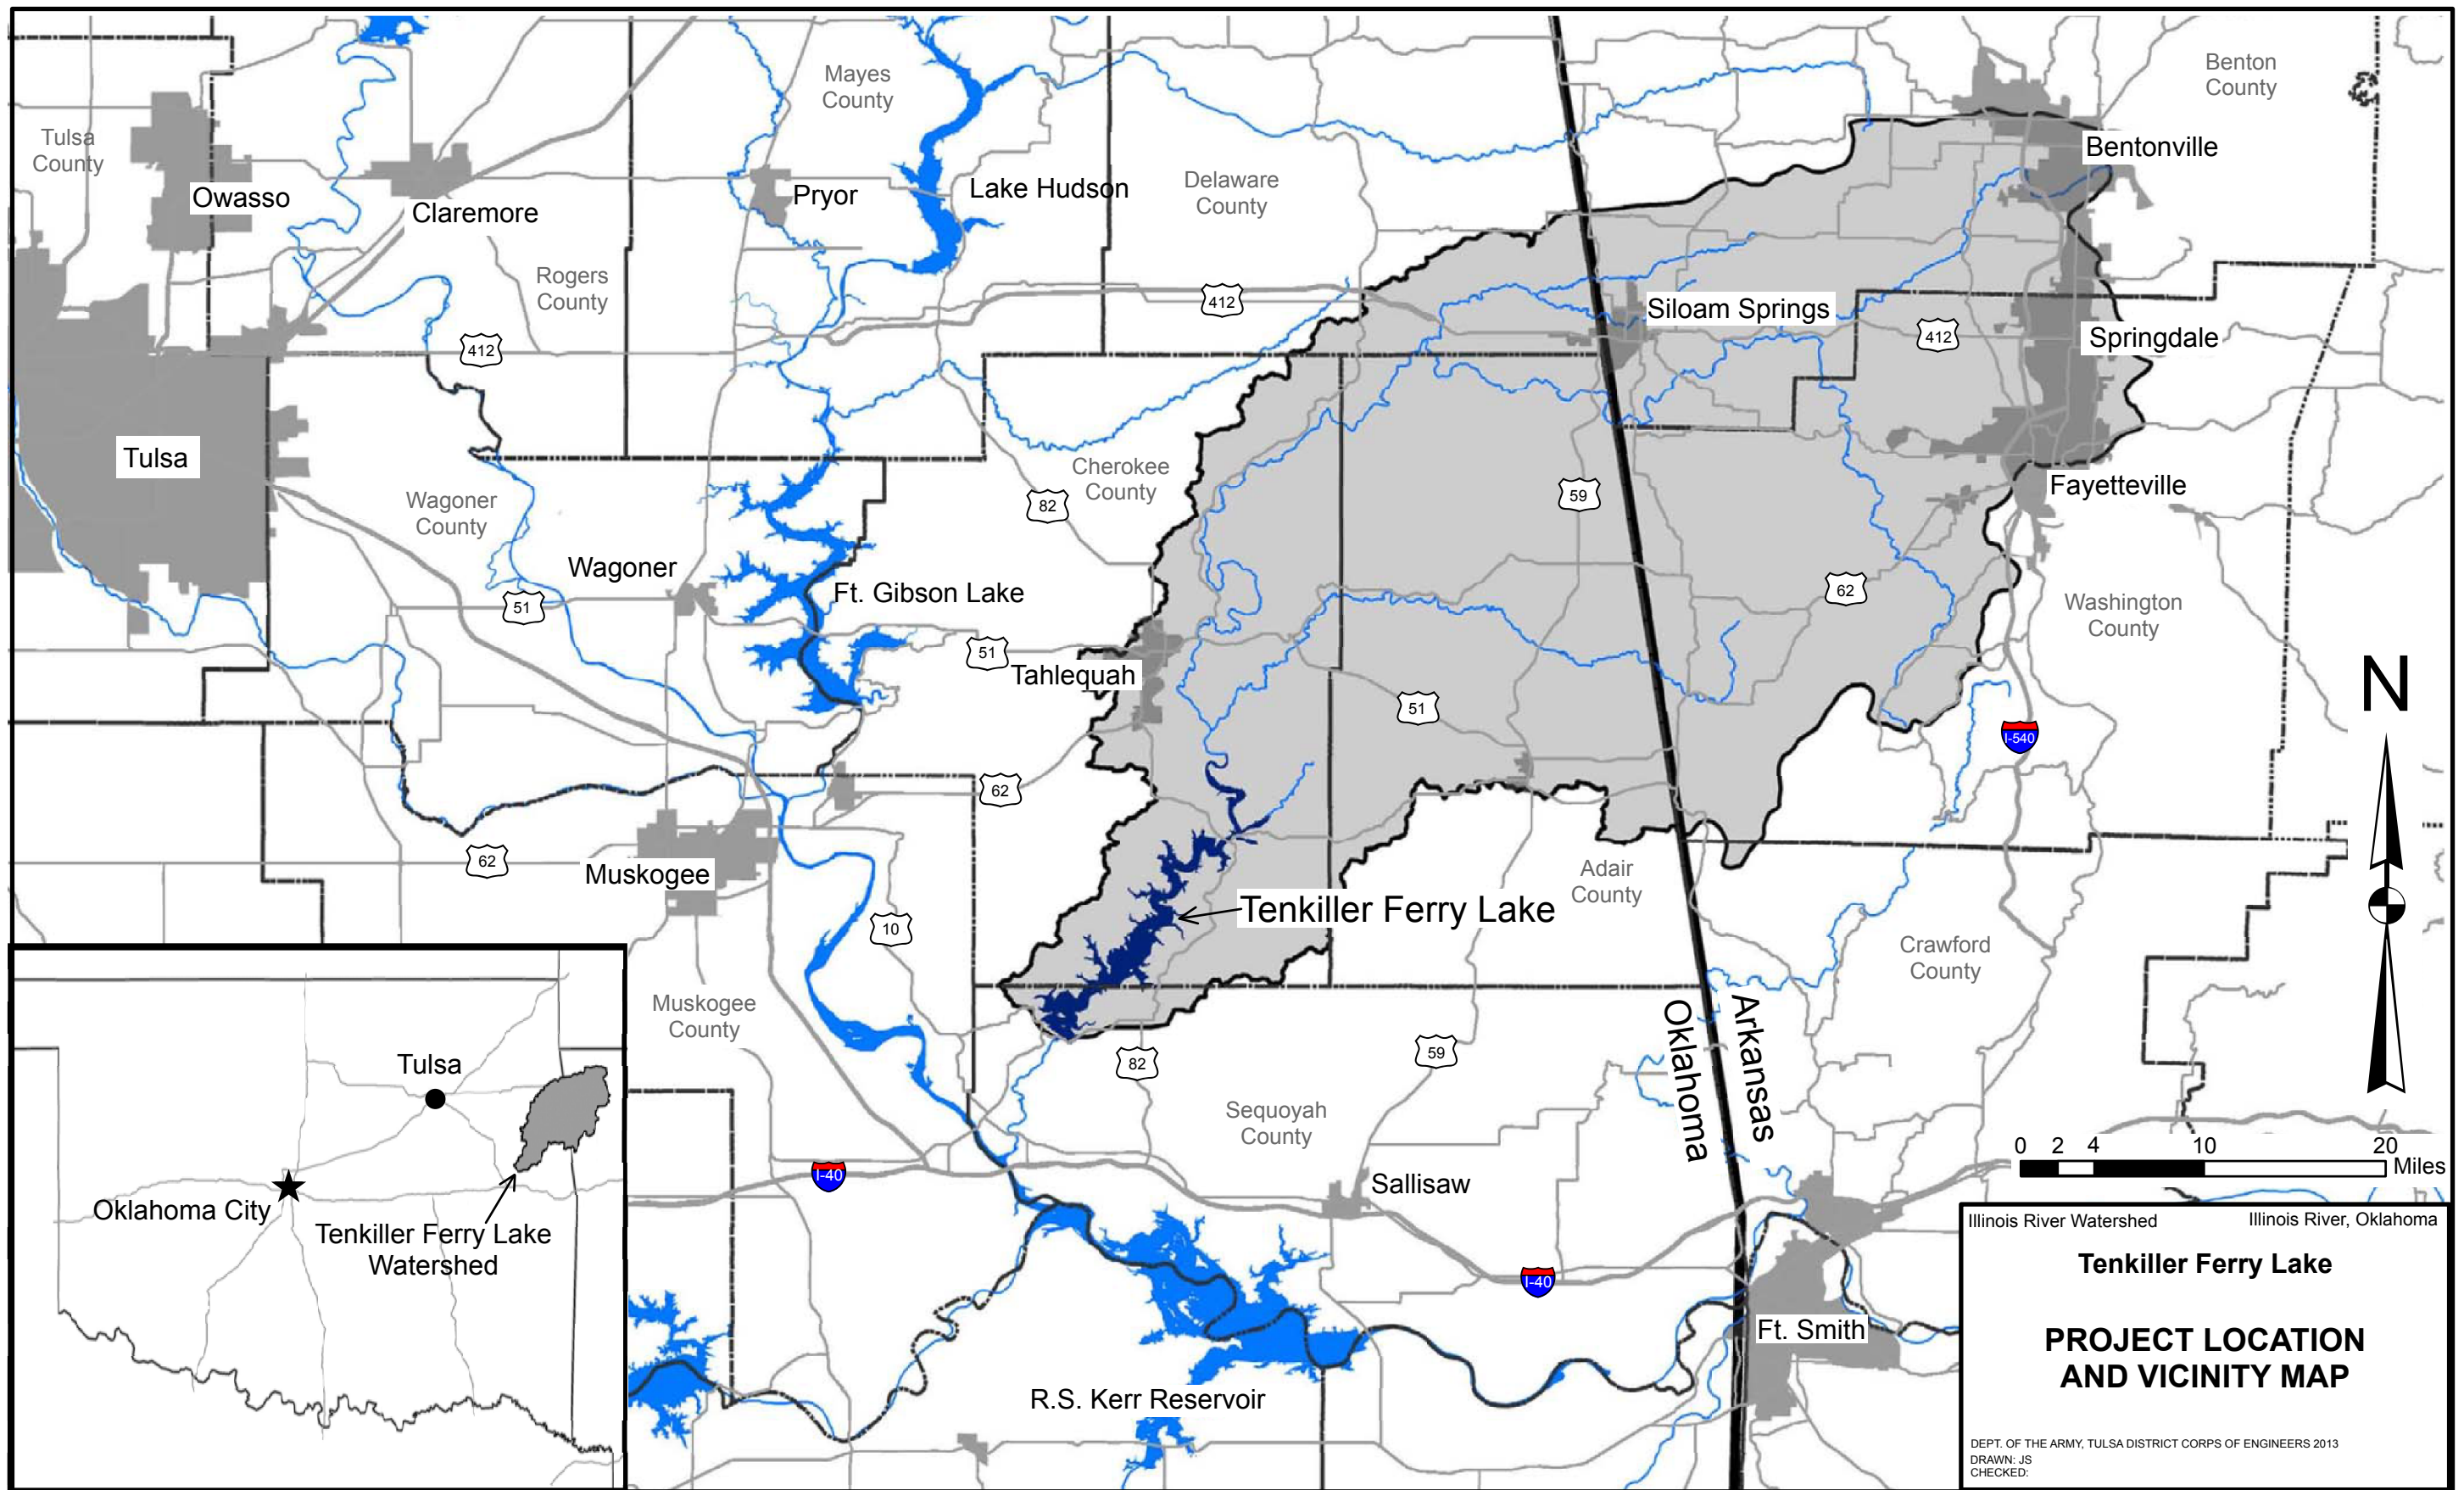 Mayes
County
Benton
County
Tulsa
County
Bentonville
Owasso
Claremore
Pryor
Lake Hudson
Delaware
County
Rogers
County
412
Siloam Springs
412
Springdale
412
Tulsa
Cherokee
County
Wagoner
County
82
59
Fayetteville
Wagoner
51
Ft. Gibson Lake
62
Washington
County
51
Tahlequah
51
N
I-540
62
62
Muskogee
Adair
County
Tenkiller Ferry Lake
10
Crawford
County
Muskogee
County
Oklahoma
Arkansas
82
59
Sequoyah
County
I-40
Sallisaw
0 2 4 10 20
Miles
I-40
Ft. Smith
R.S. Kerr Reservoir
Tulsa
Oklahoma City
Tenkiller Ferry Lake
Watershed
Illinois River Watershed Illinois River, Oklahoma
Tenkiller Ferry Lake
PROJECT LOCATION
AND VICINITY MAP
DEPT. OF THE ARMY, TULSA DISTRICT CORPS OF ENGINEERS 2013
DRAWN: JS
CHECKED: